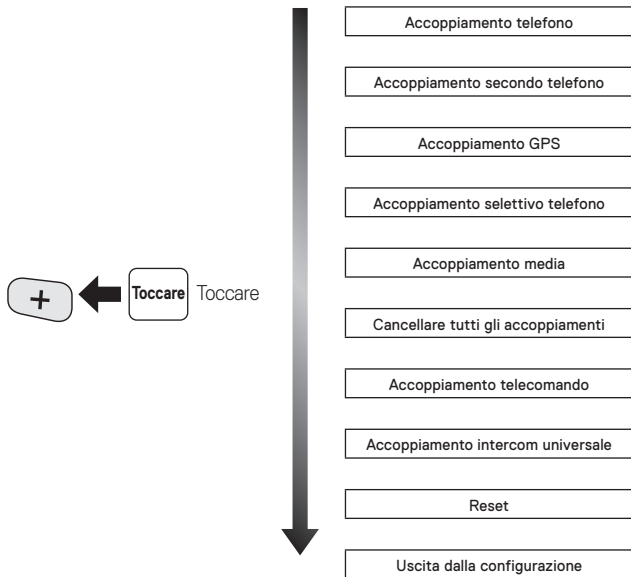 Accoppiamento telefono
Accoppiamento secondo telefono
Accoppiamento GPS
Accoppiamento selettivo telefono
Accoppiamento media
+ Toccare Toccare
Cancellare tutti gli accoppiamenti
Accoppiamento telecomando
Accoppiamento intercom universale
Reset
Uscita dalla configurazione